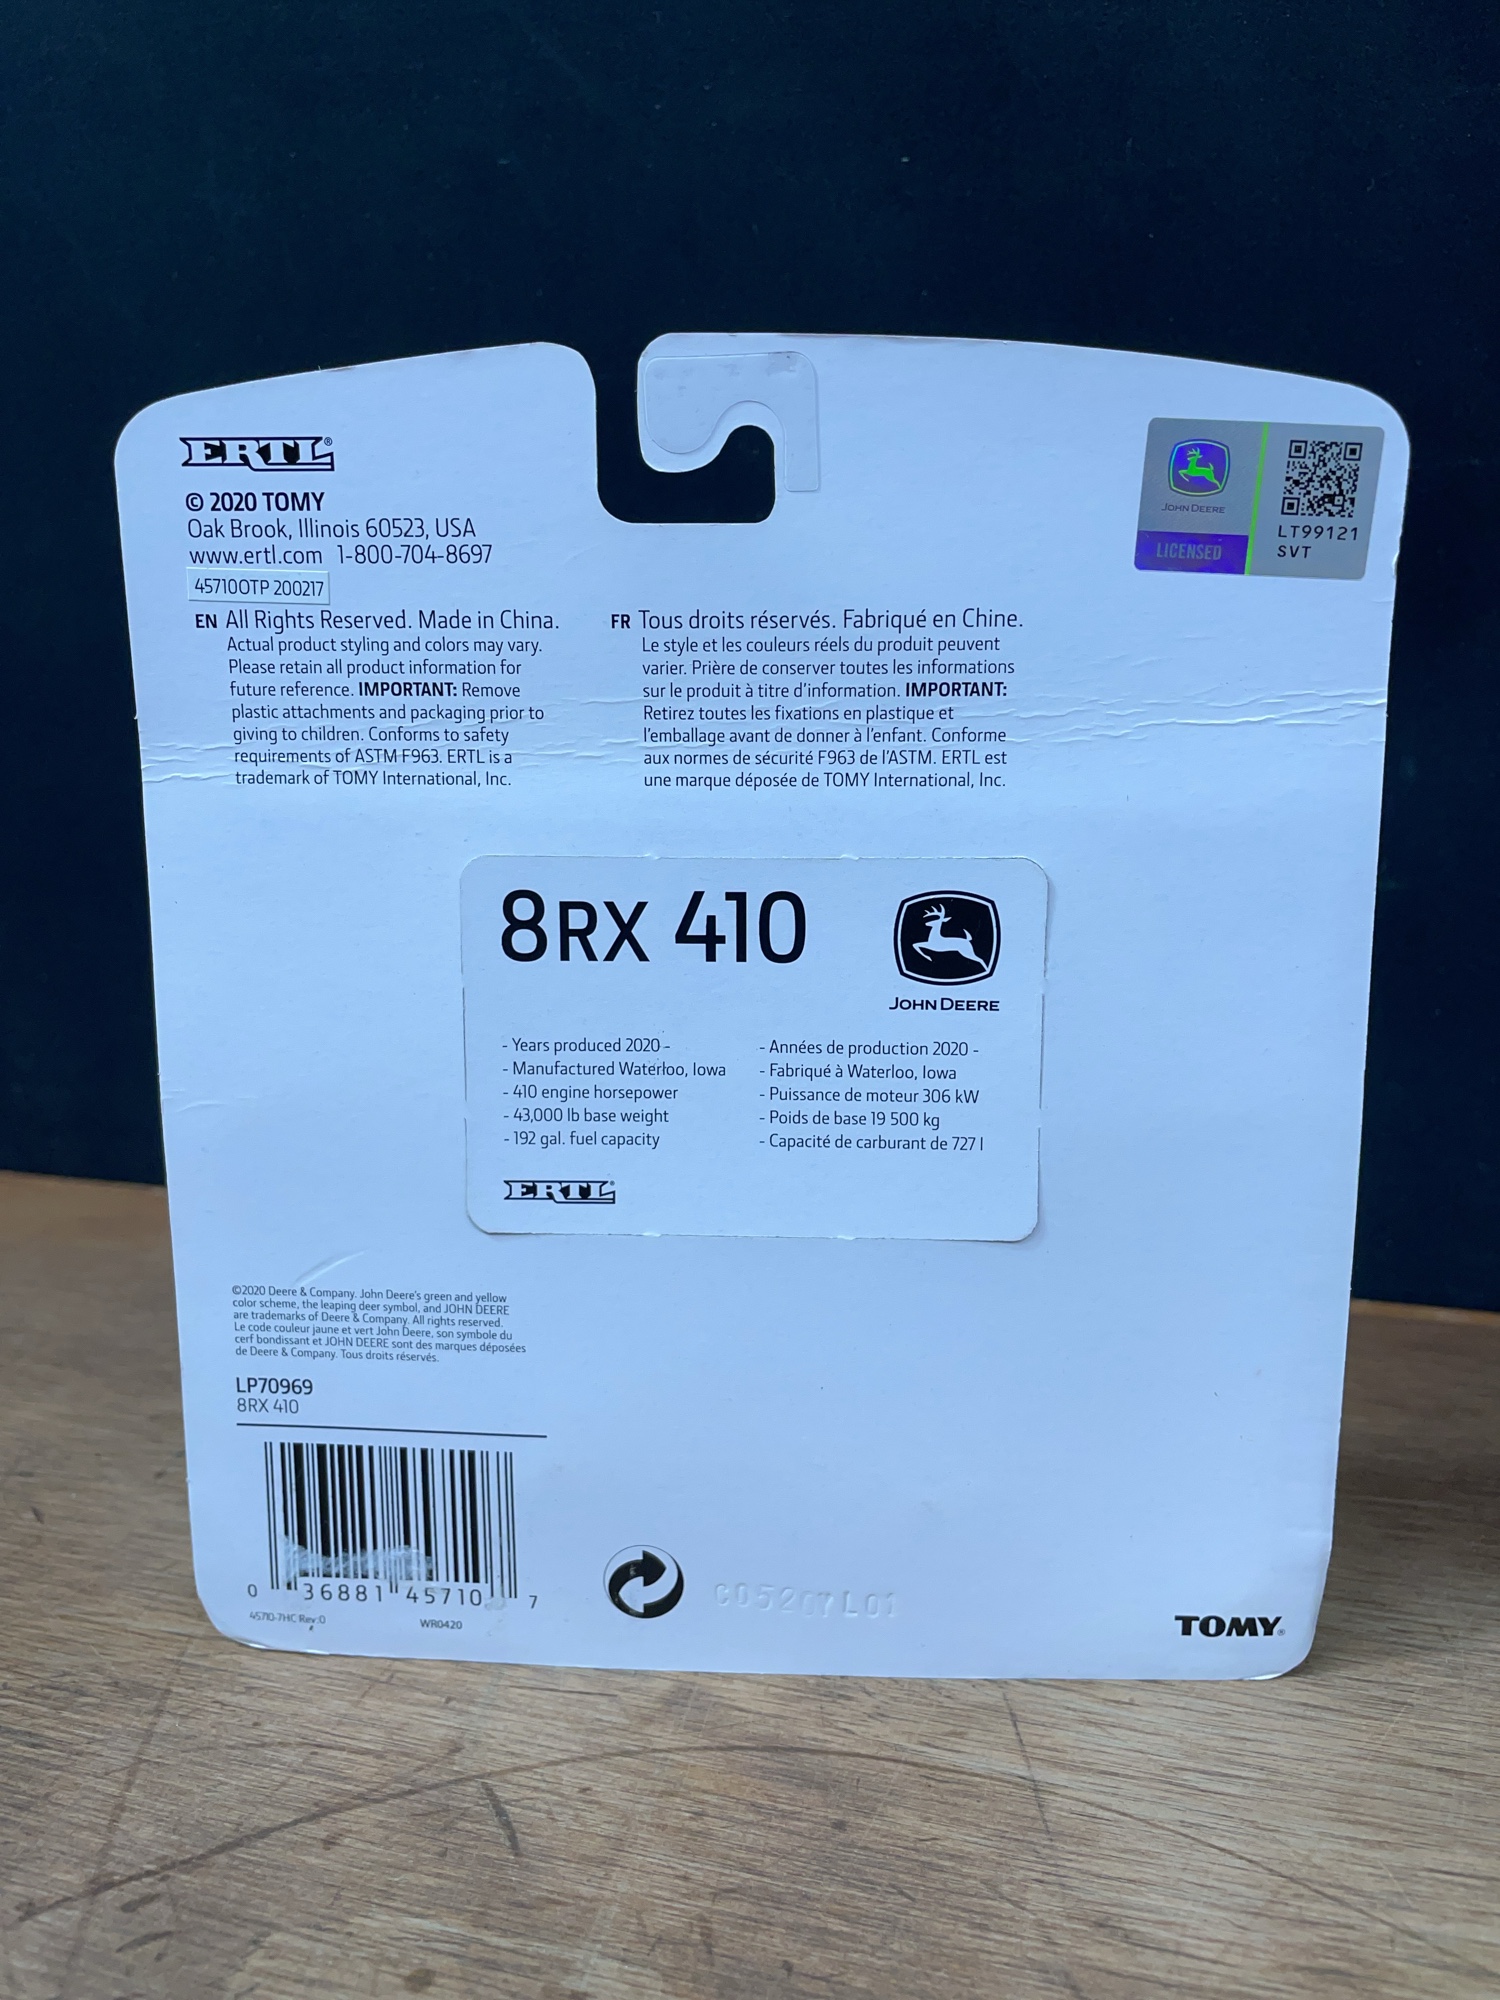 ERTL®
© 2020 TOMY
Oak Brook, Illinois 60523, USA
www.ertl.com 1-800-704-8697
45710OTP 200217
JOHN DEERE
LICENSED
LT99121
SVT
EN All Rights Reserved. Made in China.
Actual product styling and colors may vary.
Please retain all product information for
future reference. IMPORTANT: Remove
plastic attachments and packaging prior to
giving to children. Conforms to safety
requirements of ASTM F963. ERTL is a
trademark of TOMY International, Inc.
FR Tous droits réservés. Fabriqué en Chine.
Le style et les couleurs réels du produit peuvent
varier. Prière de conserver toutes les informations
sur le produit à titre d'information. IMPORTANT:
Retirez toutes les fixations en plastique et
l'emballage avant de donner à l'enfant. Conforme
aux normes de sécurité F963 de l'ASTM. ERTL est
une marque déposée de TOMY International, Inc.
8RX 410
JOHN DEERE
- Years produced 2020 -
- Manufactured Waterloo, Iowa
- 410 engine horsepower
- 43,000 lb base weight
- 192 gal. fuel capacity
- Années de production 2020 -
- Fabriqué à Waterloo, Iowa
- Puissance de moteur 306 kW
- Poids de base 19 500 kg
- Capacité de carburant de 727 l
ERTL®
©2020 Deere & Company. John Deere's green and yellow
color scheme, the leaping deer symbol, and JOHN DEERE
are trademarks of Deere & Company. All rights reserved.
Le code couleur jaune et vert John Deere, son symbole du
cerf bondissant et JOHN DEERE sont des marques déposées
de Deere & Company. Tous droits réservés.
LP70969
8RX 410
0 36881 45710 7
45710-7HC Rev:0
WR0420
C05207L01
TOMY®